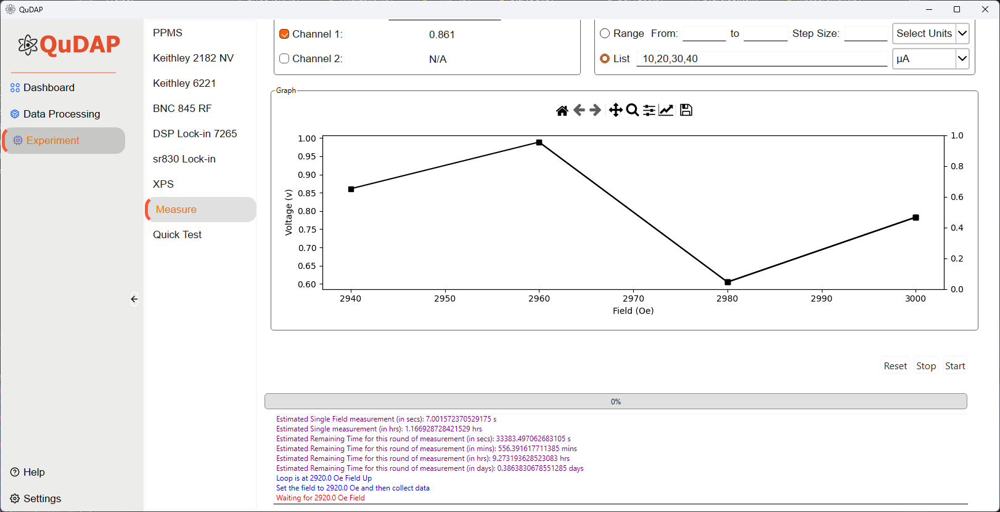 QuDAP
QuDAP
Dashboard
Data Processing
Experiment
Help
Settings
PPMS
Keithley 2182 NV
Keithley 6221
BNC 845 RF
DSP Lock-in 7265
sr830 Lock-in
XPS
Measure
Quick Test
Channel 1: 0.861
Channel 2: N/A
Range From: to Step Size: Select Units
List 10,20,30,40 µA
Graph
1.00
0.95
0.90
0.85
0.80
0.75
0.70
0.65
0.60
Voltage (v)
1.0
0.8
0.6
0.4
0.2
0.0
2940 2950 2960 2970 2980 2990 3000
Field (Oe)
Reset Stop Start
0%
Estimated Single Field measurement (in secs): 7.001572370529175 s
Estimated Single measurement (in hrs): 1.166928728421529 hrs
Estimated Remaining Time for this round of measurement (in secs): 33383.497062683105 s
Estimated Remaining Time for this round of measurement (in mins): 556.391617711385 mins
Estimated Remaining Time for this round of measurement (in hrs): 9.273193628523083 hrs
Estimated Remaining Time for this round of measurement (in days): 0.3863830678551285 days
Loop is at 2920.0 Oe Field Up
Set the field to 2920.0 Oe and then collect data
Waiting for 2920.0 Oe Field